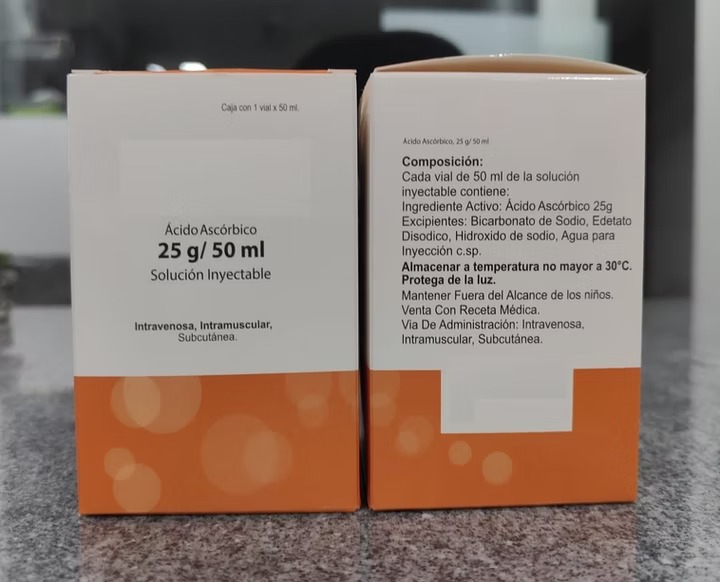 Caja con 1 vial x 50 ml.
Ácido Ascórbico
25 g/ 50 ml
Solución Inyectable
Intravenosa, Intramuscular,
Subcutánea.
Ácido Ascórbico, 25 g/ 50 ml
Composición:
Cada vial de 50 ml de la solución
inyectable contiene:
Ingrediente Activo: Ácido Ascórbico 25g
Excipientes: Bicarbonato de Sodio, Edetato
Disodico, Hidroxido de sodio, Agua para
Inyección c.sp.
Almacenar a temperatura no mayor a 30°C.
Protega de la luz.
Mantener Fuera del Alcance de los niños.
Venta Con Receta Médica.
Via De Administración: Intravenosa,
Intramuscular, Subcutánea.